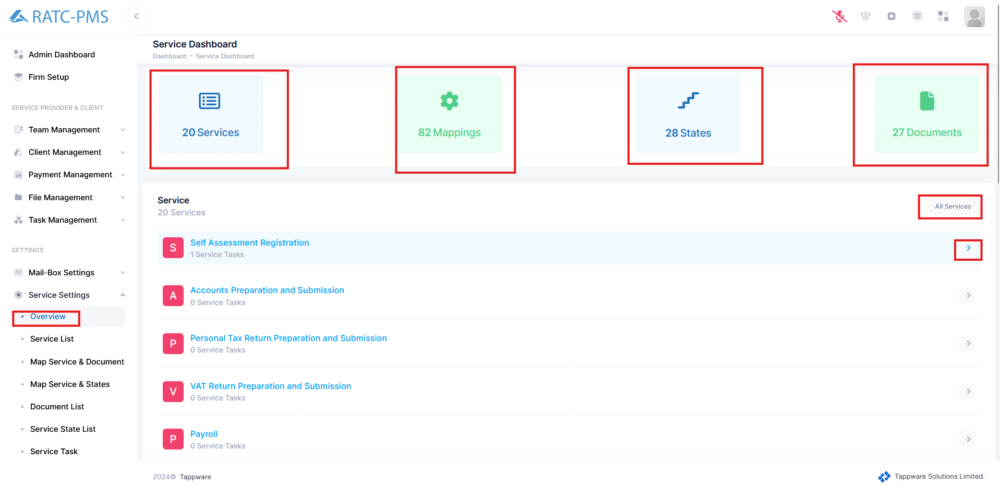 RATC-PMS
Admin Dashboard
Firm Setup
SERVICE PROVIDER & CLIENT
Team Management
Client Management
Payment Management
File Management
Task Management
SETTINGS
Mail-Box Settings
Service Settings
Overview
Service List
Map Service & Document
Map Service & States
Document List
Service State List
Service Task
Service Dashboard
Dashboard - Service Dashboard
20 Services
82 Mappings
28 States
27 Documents
Service
20 Services
All Services
S
Self Assessment Registration
1 Service Tasks
A
Accounts Preparation and Submission
0 Service Tasks
P
Personal Tax Return Preparation and Submission
0 Service Tasks
V
VAT Return Preparation and Submission
0 Service Tasks
P
Payroll
0 Service Tasks
2024© Tappware
Tappware Solutions Limited.